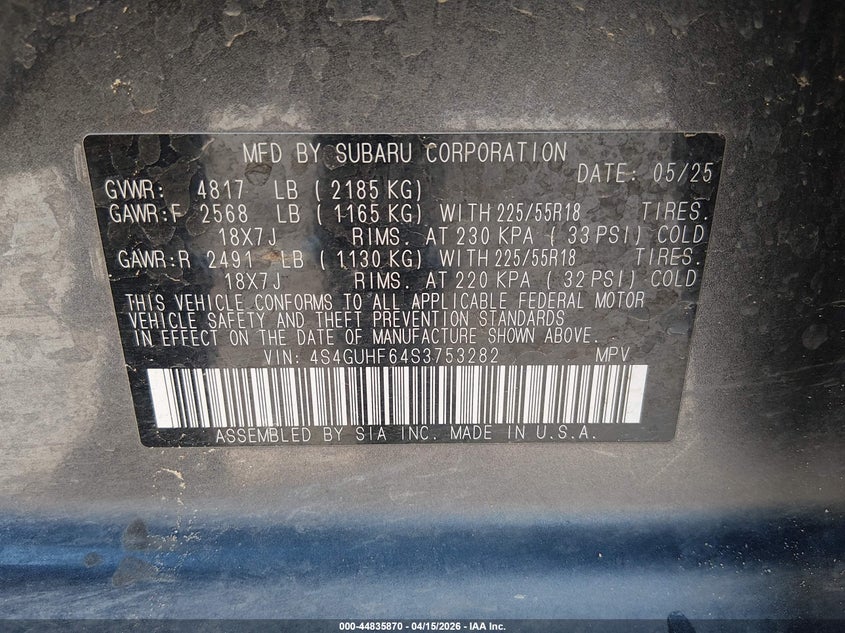 MFD BY SUBARU CORPORATION
DATE: 05/25
GVWR: 4817 LB (2185 KG)
GAWR:F 2568 LB (1165 KG) WITH 225/55R18 TIRES.
18X7J RIMS. AT 230 KPA (33 PSI) COLD
GAWR:R 2491 LB (1130 KG) WITH 225/55R18 TIRES.
18X7J RIMS. AT 220 KPA (32 PSI) COLD
THIS VEHICLE CONFORMS TO ALL APPLICABLE FEDERAL MOTOR
VEHICLE SAFETY AND THEFT PREVENTION STANDARDS
IN EFFECT ON THE DATE OF MANUFACTURE SHOWN ABOVE.
VIN: 4S4GUHF64S3753282 MPV
ASSEMBLED BY SIA INC. MADE IN U.S.A.
000-44835870 - 04/15/2026 - IAA Inc.